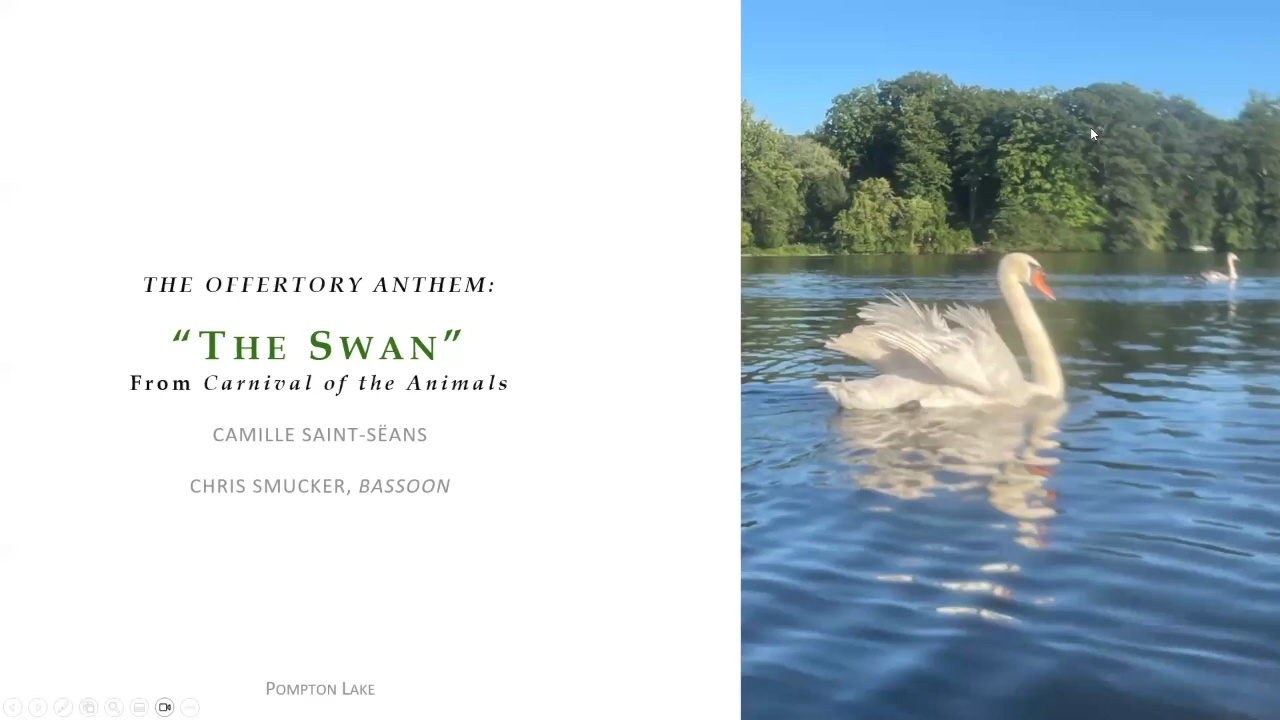 THE OFFERTORY ANTHEM:
“THE SWAN”
From Carnival of the Animals
CAMILLE SAINT-SËANS
CHRIS SMUCKER, BASSOON
POMPTON LAKE